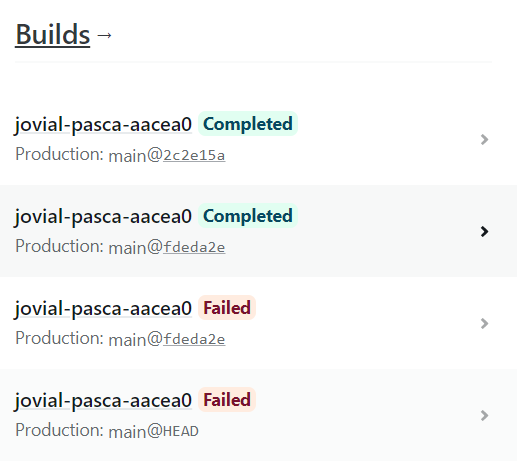 Builds →
jovial-pasca-aacea0 Completed
Production: main@2c2e15a
jovial-pasca-aacea0 Completed
Production: main@fdeda2e
jovial-pasca-aacea0 Failed
Production: main@fdeda2e
jovial-pasca-aacea0 Failed
Production: main@HEAD